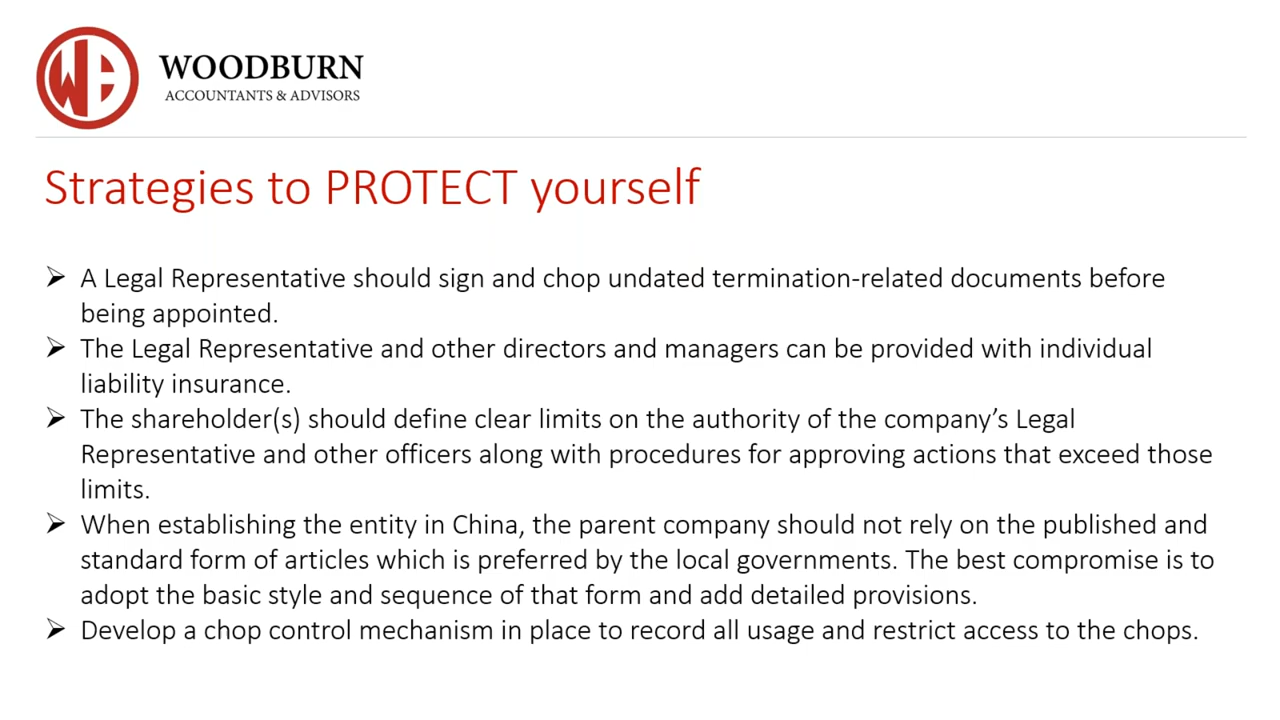 WOODBURN
ACCOUNTANTS & ADVISORS
Strategies to PROTECT yourself
➢ A Legal Representative should sign and chop undated termination-related documents before
being appointed.
➢ The Legal Representative and other directors and managers can be provided with individual
liability insurance.
➢ The shareholder(s) should define clear limits on the authority of the company’s Legal
Representative and other officers along with procedures for approving actions that exceed those
limits.
➢ When establishing the entity in China, the parent company should not rely on the published and
standard form of articles which is preferred by the local governments. The best compromise is to
adopt the basic style and sequence of that form and add detailed provisions.
➢ Develop a chop control mechanism in place to record all usage and restrict access to the chops.